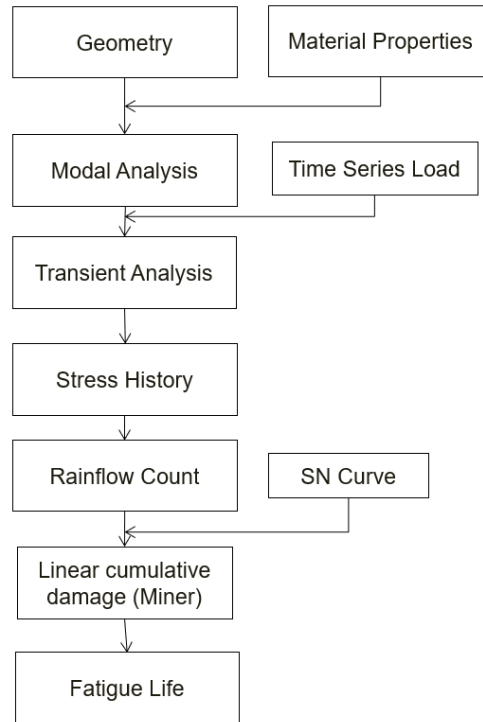 Geometry
Material Properties
Modal Analysis
Time Series Load
Transient Analysis
Stress History
Rainflow Count
SN Curve
Linear cumulative
damage (Miner)
Fatigue Life